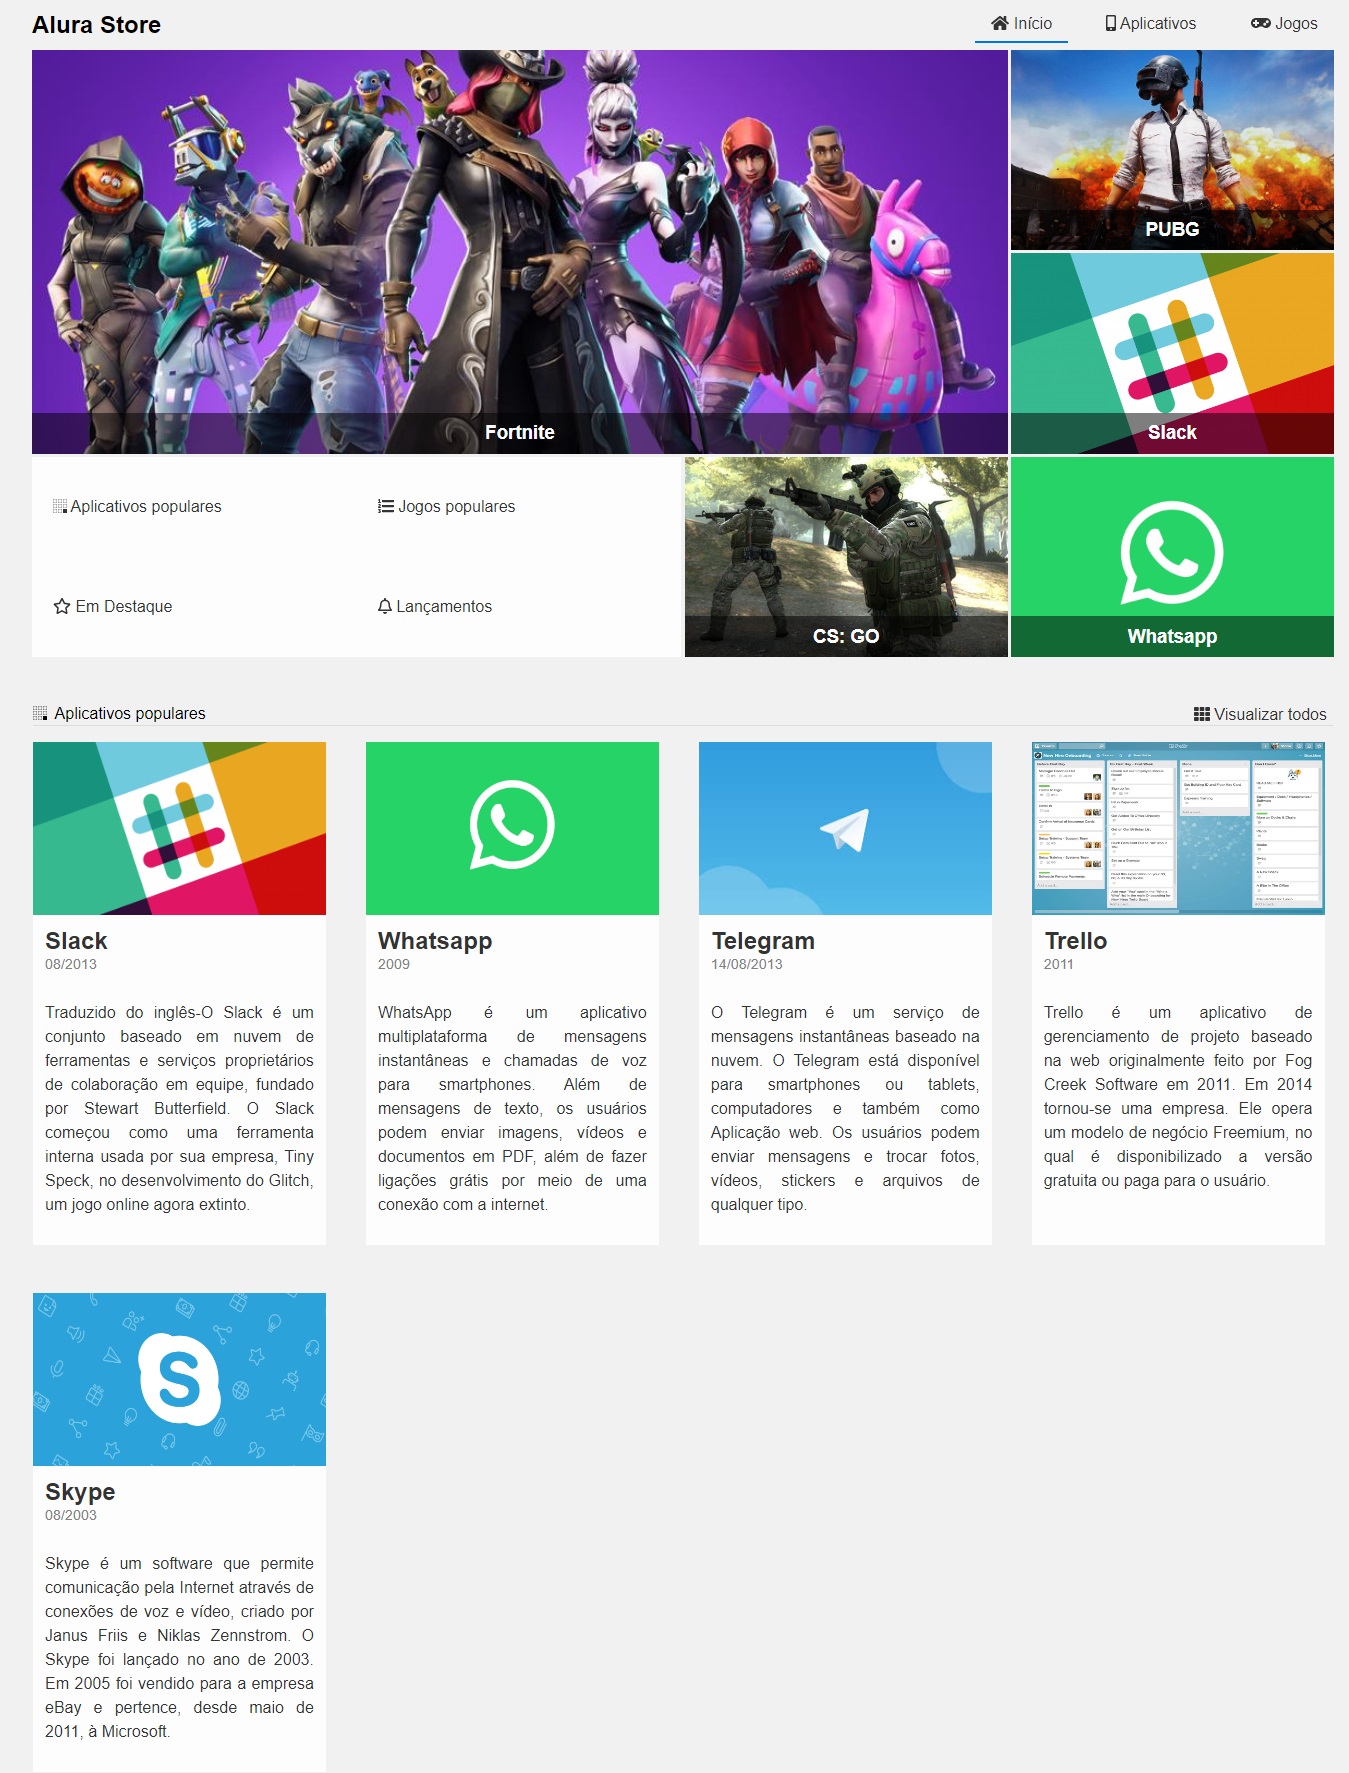 Alura Store
Início
Aplicativos
Jogos
PUBG
Fortnite
Slack
Aplicativos populares
Jogos populares
Em Destaque
Lançamentos
CS: GO
Whatsapp
Aplicativos populares
Visualizar todos
Slack
08/2013
Traduzido do inglês-O Slack é um
conjunto baseado em nuvem de
ferramentas e serviços proprietários
de colaboração em equipe, fundado
por Stewart Butterfield. O Slack
começou como uma ferramenta
interna usada por sua empresa, Tiny
Speck, no desenvolvimento do Glitch,
um jogo online agora extinto.
Whatsapp
2009
WhatsApp é um aplicativo
multiplataforma de mensagens
instantâneas e chamadas de voz
para smartphones. Além de
mensagens de texto, os usuários
podem enviar imagens, vídeos e
documentos em PDF, além de fazer
ligações grátis por meio de uma
conexão com a internet.
Telegram
14/08/2013
O Telegram é um serviço de
mensagens instantâneas baseado na
nuvem. O Telegram está disponível
para smartphones ou tablets,
computadores e também como
Aplicação web. Os usuários podem
enviar mensagens e trocar fotos,
vídeos, stickers e arquivos de
qualquer tipo.
Trello
2011
Trello é um aplicativo de
gerenciamento de projeto baseado
na web originalmente feito por Fog
Creek Software em 2011. Em 2014
tornou-se uma empresa. Ele opera
um modelo de negócio Freemium, no
qual é disponibilizado a versão
gratuita ou paga para o usuário.
Skype
08/2003
Skype é um software que permite
comunicação pela Internet através de
conexões de voz e vídeo, criado por
Janus Friis e Niklas Zennstrom. O
Skype foi lançado no ano de 2003.
Em 2005 foi vendido para a empresa
eBay e pertence, desde maio de
2011, à Microsoft.